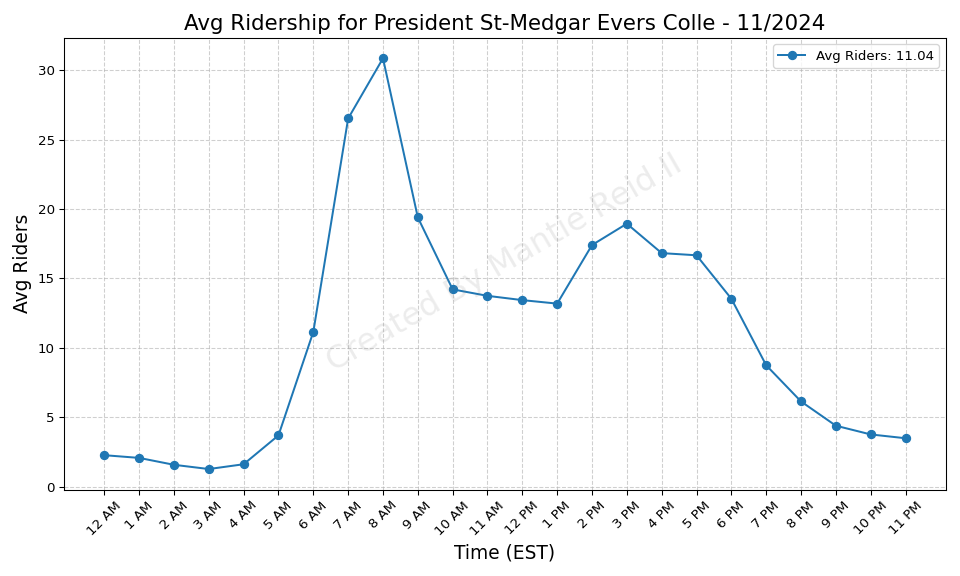 Avg Ridership for President St-Medgar Evers Colle - 11/2024
Avg Riders: 11.04
Avg Riders
30
25
20
15
10
5
0
Created By Mantie Reid II
12 AM
1 AM
2 AM
3 AM
4 AM
5 AM
6 AM
7 AM
8 AM
9 AM
10 AM
11 AM
12 PM
1 PM
2 PM
3 PM
4 PM
5 PM
6 PM
7 PM
8 PM
9 PM
10 PM
11 PM
Time (EST)